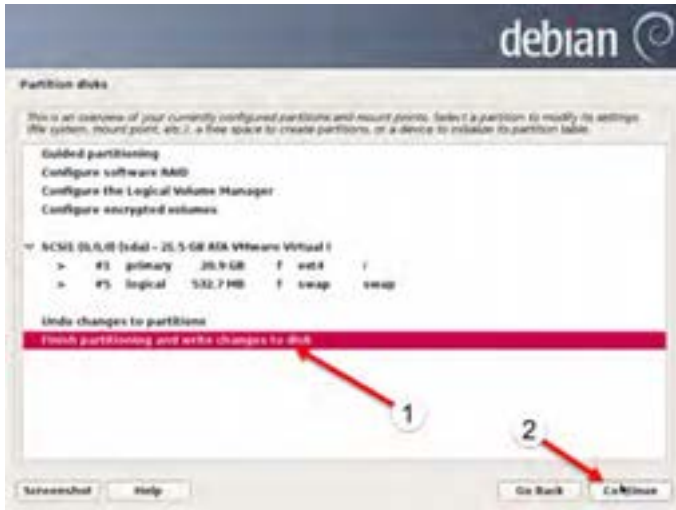 debian
Partition disks
This is an overview of your currently configured partitions and mount points. Select a partition to modify its settings
(file system, mount point, etc.), a free space to create partitions, or a device to initialize its partition table.
Guided partitioning
Configure software RAID
Configure the Logical Volume Manager
Configure encrypted volumes
SCSI1 (0,0,0) (sda) - 21.5 GB ATA VMware Virtual I
> #1 primary 20.9 GB f ext4 /
> #5 logical 532.7 MB f swap swap
Undo changes to partitions
Finish partitioning and write changes to disk
1
2
Screenshot Help Go Back Continue